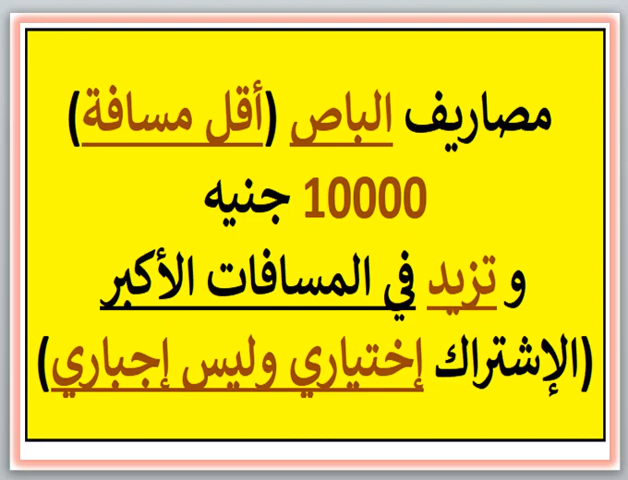 مصاريف الباص (أقل مسافة)
10000 جنيه
و تزيد في المسافات الأكبر
(الإشتراك إختياري وليس إجباري)